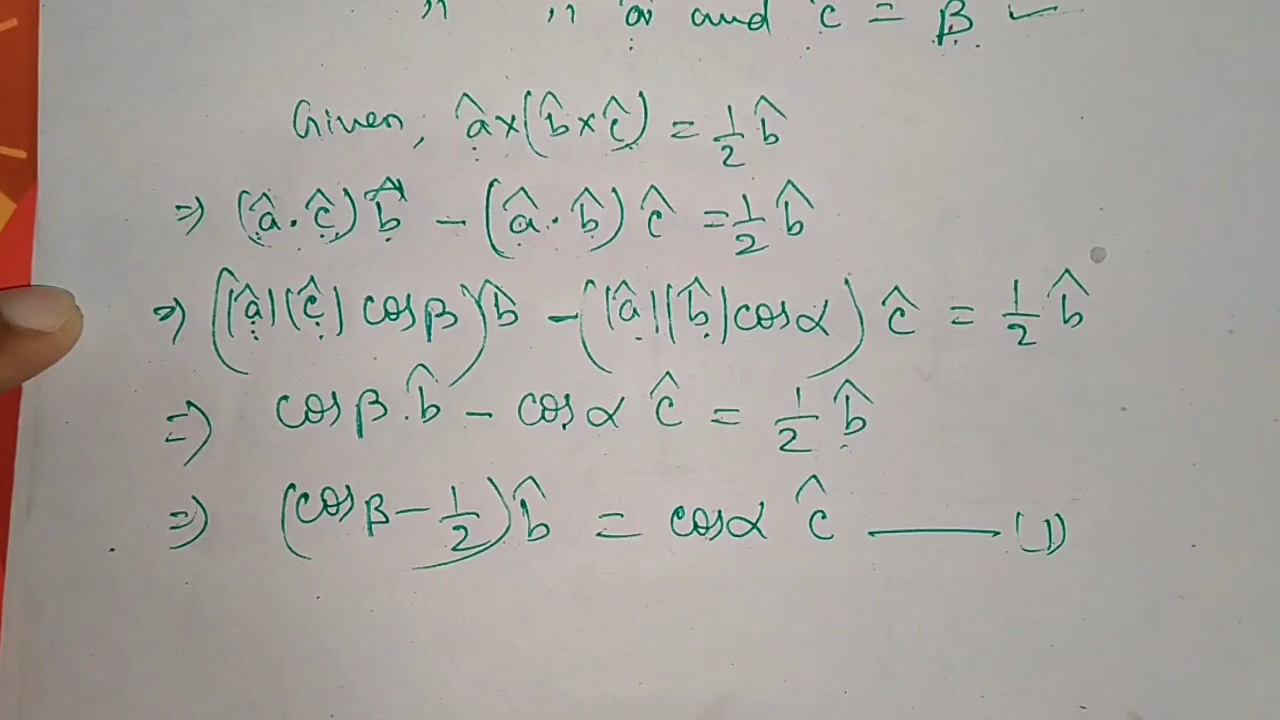 ,, ,, â and ĉ = β ✓
Given, â×(b̂×ĉ) = 1/2 b̂
⇒ (â.ĉ)b̂ - (â.b̂)ĉ = 1/2 b̂
⇒ (|â||ĉ| cosβ)b̂ - (|â||b̂|cosα)ĉ = 1/2 b̂
⇒ cosβ.b̂ - cosα ĉ = 1/2 b̂
⇒ (cosβ - 1/2)b̂ = cosα ĉ —— (1)